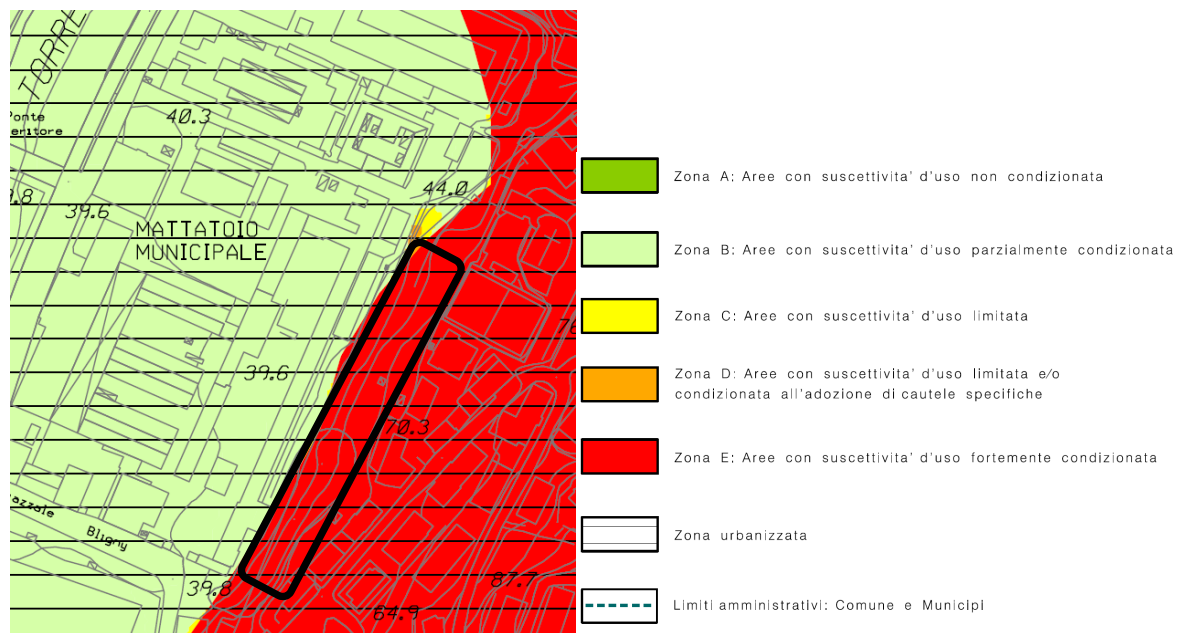 TORRE
40.3
Ponte
9.8
39.6
44.0
MATTATOIO
MUNICIPALE
39.6
70.3
Bligny
39.8
64.9
87.7
Zona A: Aree con suscettivita' d'uso non condizionata
Zona B: Aree con suscettivita' d'uso parzialmente condizionata
Zona C: Aree con suscettivita' d'uso limitata
Zona D: Aree con suscettivita' d'uso limitata e/o
condizionata all'adozione di cautele specifiche
Zona E: Aree con suscettivita' d'uso fortemente condizionata
Zona urbanizzata
Limiti amministrativi: Comune e Municipi